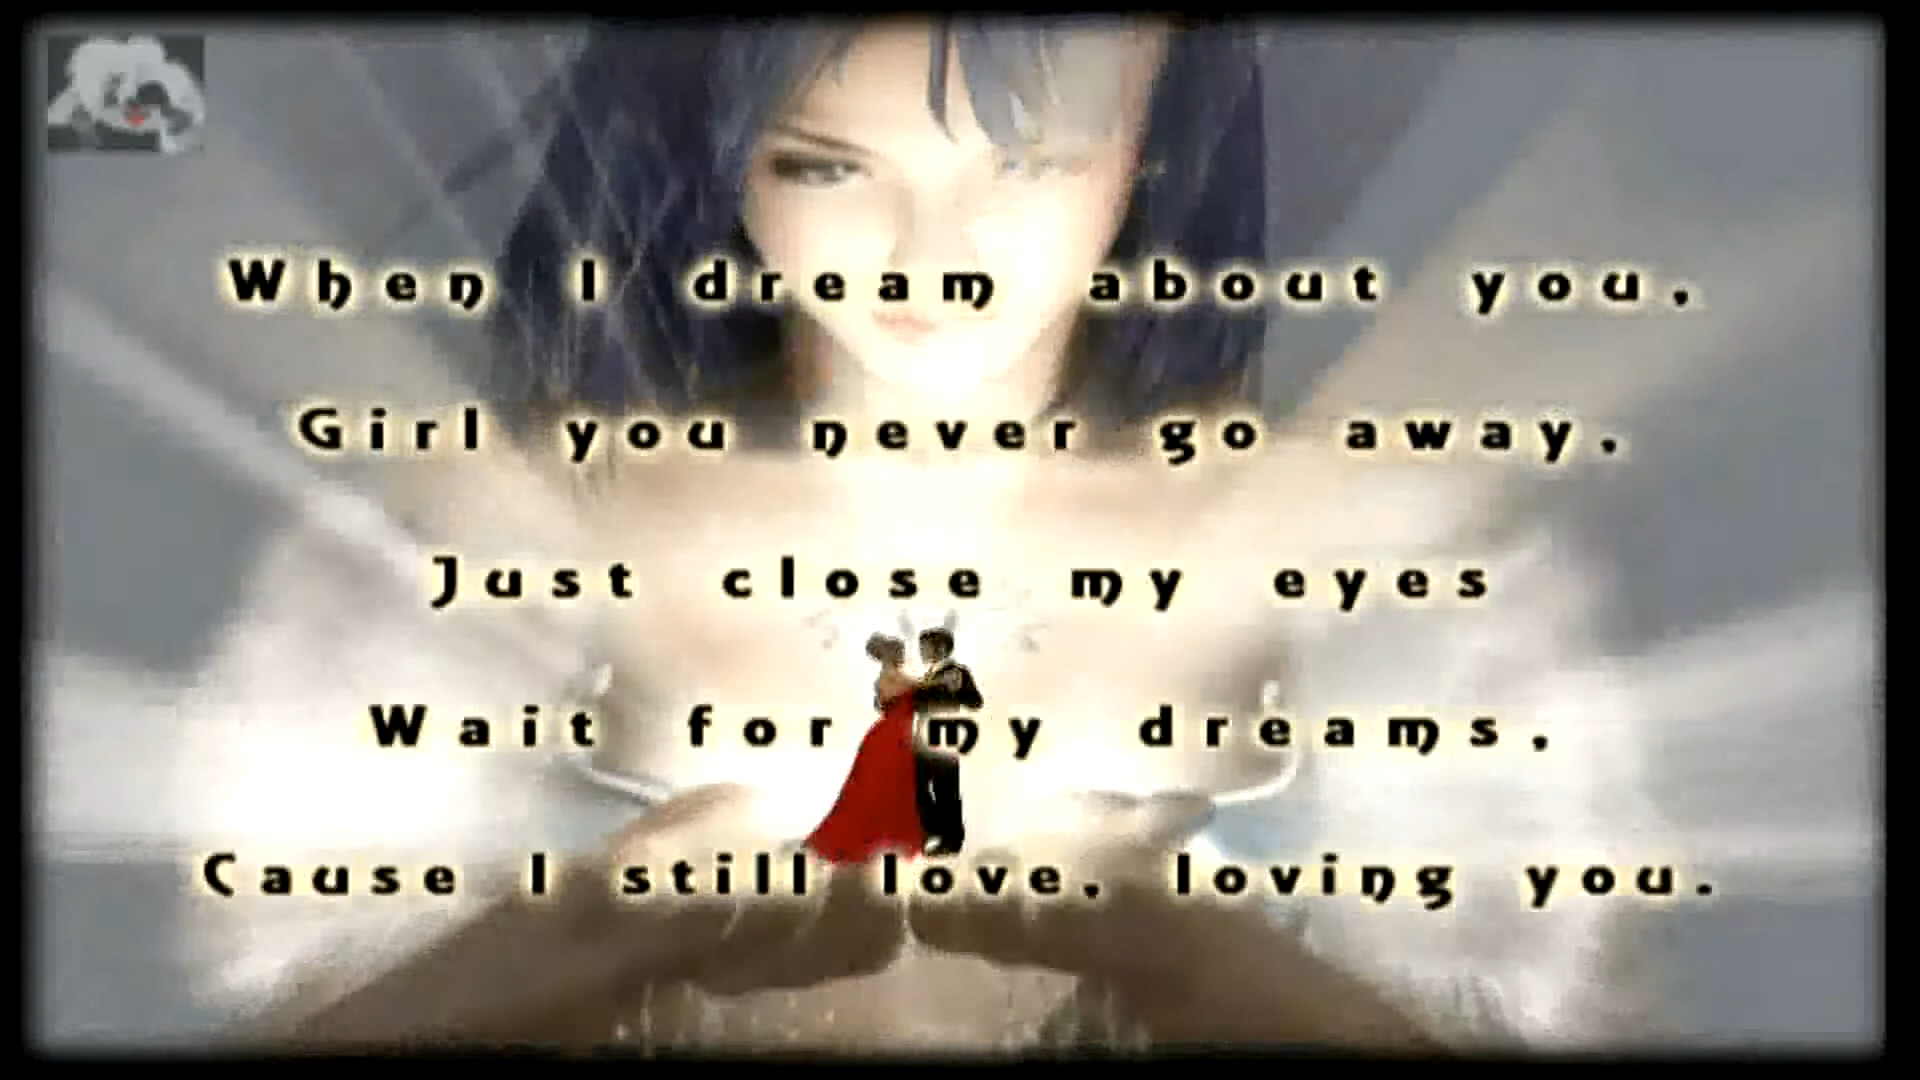 When I dream about you,
Girl you never go away.
Just close my eyes
Wait for my dreams,
Cause I still love, loving you.